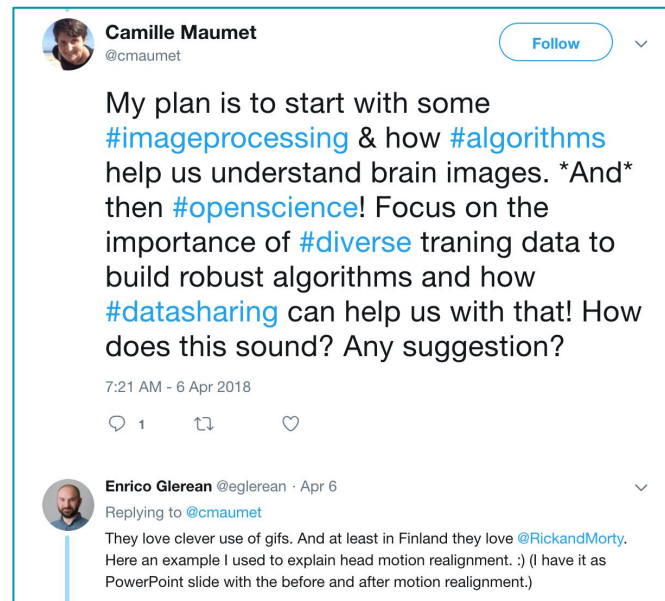 Camille Maumet
@cmaumet
Follow
My plan is to start with some
#imageprocessing & how #algorithms
help us understand brain images. *And*
then #openscience! Focus on the
importance of #diverse traning data to
build robust algorithms and how
#datasharing can help us with that! How
does this sound? Any suggestion?
7:21 AM - 6 Apr 2018
1
Enrico Glerean @eglerean · Apr 6
Replying to @cmaumet
They love clever use of gifs. And at least in Finland they love @RickandMorty.
Here an example I used to explain head motion realignment. :) (I have it as
PowerPoint slide with the before and after motion realignment.)